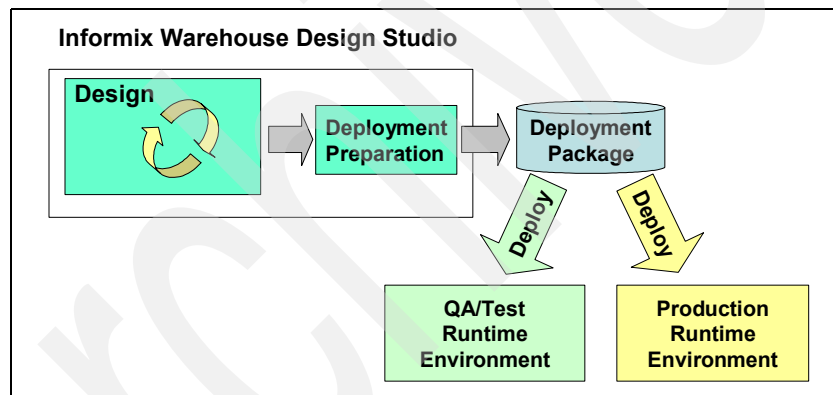 Informix Warehouse Design Studio
Design
Deployment
Preparation
Deployment
Package
Deploy
Deploy
QA/Test
Runtime
Environment
Production
Runtime
Environment